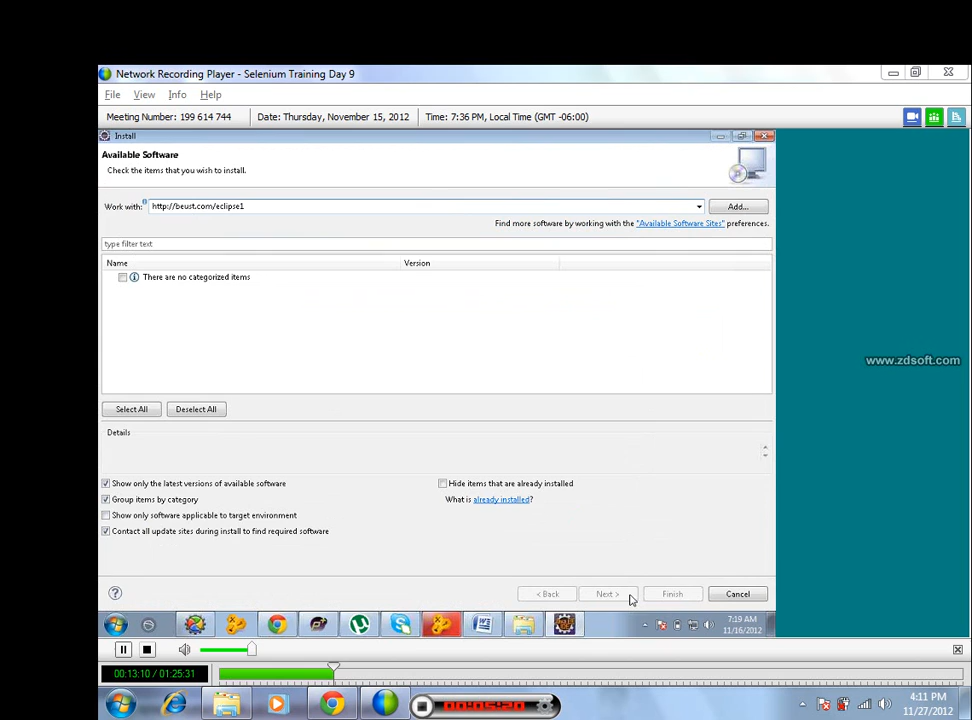 Network Recording Player - Selenium Training Day 9
File View Info Help
Meeting Number: 199 614 744 Date: Thursday, November 15, 2012 Time: 7:36 PM, Local Time (GMT -06:00)
Install
Available Software
Check the items that you wish to install.
Work with: http://beust.com/eclipse1 Add...
Find more software by working with the "Available Software Sites" preferences.
type filter text
Name Version
There are no categorized items
www.zdsoft.com
Select All Deselect All
Details
Show only the latest versions of available software Hide items that are already installed
Group items by category What is already installed?
Show only software applicable to target environment
Contact all update sites during install to find required software
< Back Next > Finish Cancel
7:19 AM
11/16/2012
00:13:10 / 01:25:31
00:05:20
4:11 PM
11/27/2012